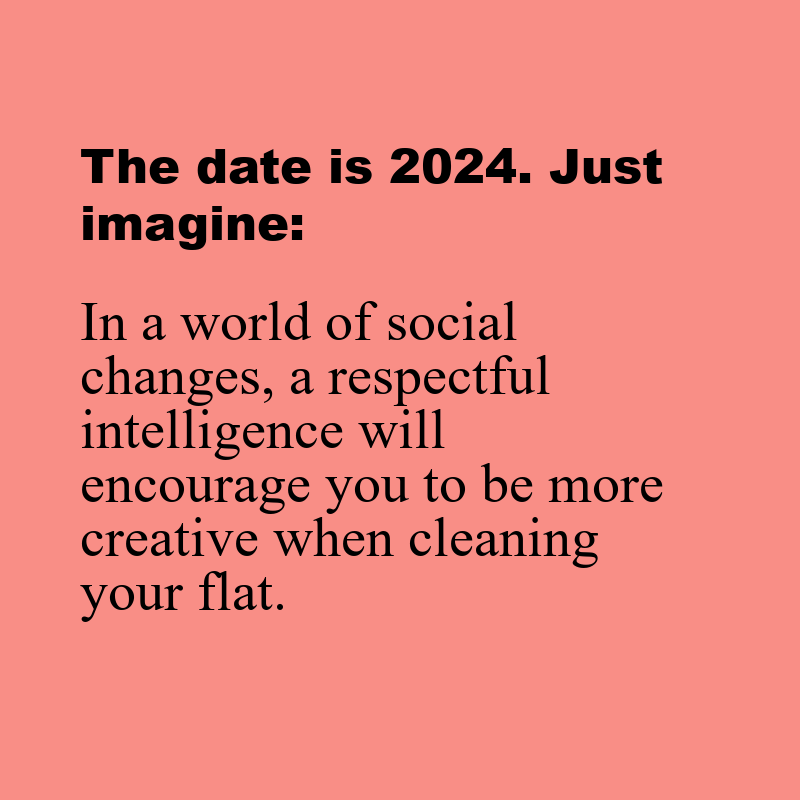 The date is 2024. Just
imagine:
In a world of social
changes, a respectful
intelligence will
encourage you to be more
creative when cleaning
your flat.